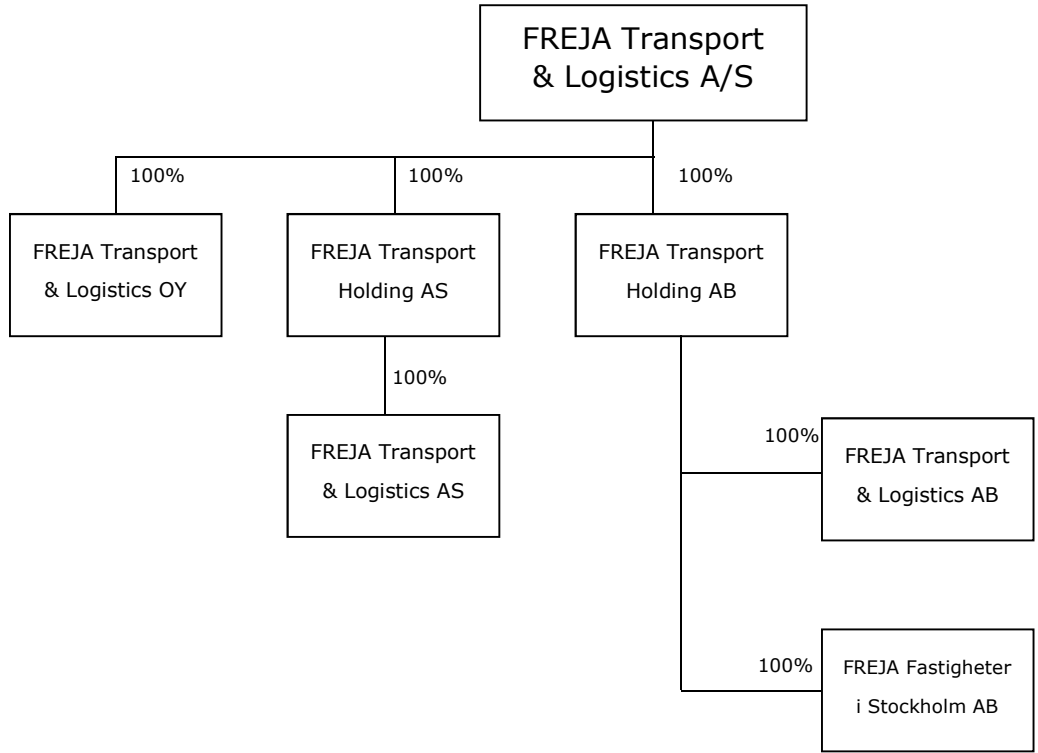 FREJA Transport
& Logistics A/S
100%
100%
100%
FREJA Transport
& Logistics OY
FREJA Transport
Holding AS
FREJA Transport
Holding AB
100%
FREJA Transport
& Logistics AS
100%
FREJA Transport
& Logistics AB
100%
FREJA Fastigheter
i Stockholm AB